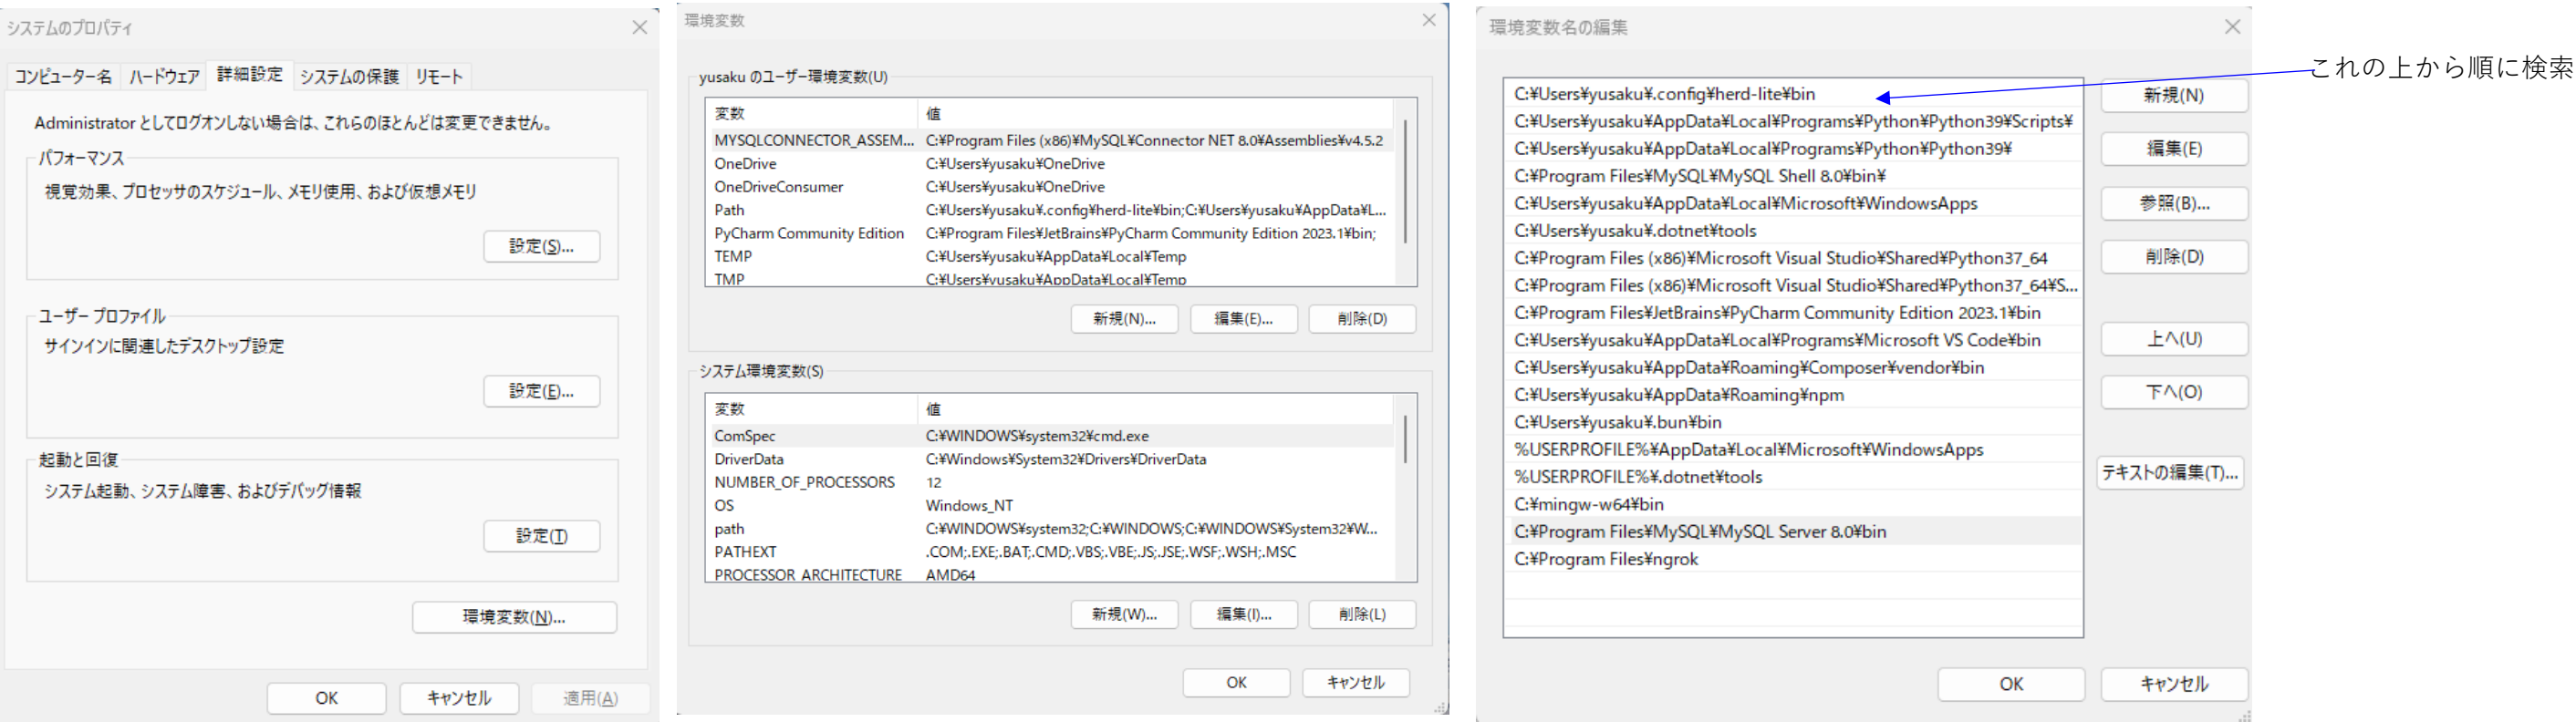 システムのプロパティ
コンピューター名 ハードウェア 詳細設定 システムの保護 リモート
Administrator としてログオンしない場合は、これらのほとんどは変更できません。
パフォーマンス
視覚効果、プロセッサのスケジュール、メモリ使用、および仮想メモリ
設定(S)...
ユーザー プロファイル
サインインに関連したデスクトップ設定
設定(E)...
起動と回復
システム起動、システム障害、およびデバッグ情報
設定(T)
環境変数(N)...
OK キャンセル 適用(A)
環境変数
yusaku のユーザー環境変数(U)
変数 値
MYSQLCONNECTOR_ASSEM... C:¥Program Files (x86)¥MySQL¥Connector NET 8.0¥Assemblies¥v4.5.2
OneDrive C:¥Users¥yusaku¥OneDrive
OneDriveConsumer C:¥Users¥yusaku¥OneDrive
Path C:¥Users¥yusaku¥.config¥herd-lite¥bin;C:¥Users¥yusaku¥AppData¥L...
PyCharm Community Edition C:¥Program Files¥JetBrains¥PyCharm Community Edition 2023.1¥bin;
TEMP C:¥Users¥yusaku¥AppData¥Local¥Temp
TMP C:¥Users¥yusaku¥AppData¥Local¥Temp
新規(N)... 編集(E)... 削除(D)
システム環境変数(S)
変数 値
ComSpec C:¥WINDOWS¥system32¥cmd.exe
DriverData C:¥Windows¥System32¥Drivers¥DriverData
NUMBER_OF_PROCESSORS 12
OS Windows_NT
path C:¥WINDOWS¥system32;C:¥WINDOWS;C:¥WINDOWS¥System32¥W...
PATHEXT .COM;.EXE;.BAT;.CMD;.VBS;.VBE;.JS;.JSE;.WSF;.WSH;.MSC
PROCESSOR_ARCHITECTURE AMD64
新規(W)... 編集(I)... 削除(L)
OK キャンセル
環境変数名の編集
C:¥Users¥yusaku¥.config¥herd-lite¥bin
C:¥Users¥yusaku¥AppData¥Local¥Programs¥Python¥Python39¥Scripts¥
C:¥Users¥yusaku¥AppData¥Local¥Programs¥Python¥Python39¥
C:¥Program Files¥MySQL¥MySQL Shell 8.0¥bin¥
C:¥Users¥yusaku¥AppData¥Local¥Microsoft¥WindowsApps
C:¥Users¥yusaku¥.dotnet¥tools
C:¥Program Files (x86)¥Microsoft Visual Studio¥Shared¥Python37_64
C:¥Program Files (x86)¥Microsoft Visual Studio¥Shared¥Python37_64¥S...
C:¥Program Files¥JetBrains¥PyCharm Community Edition 2023.1¥bin
C:¥Users¥yusaku¥AppData¥Local¥Programs¥Microsoft VS Code¥bin
C:¥Users¥yusaku¥AppData¥Roaming¥Composer¥vendor¥bin
C:¥Users¥yusaku¥AppData¥Roaming¥npm
C:¥Users¥yusaku¥.bun¥bin
%USERPROFILE%¥AppData¥Local¥Microsoft¥WindowsApps
%USERPROFILE%¥.dotnet¥tools
C:¥mingw-w64¥bin
C:¥Program Files¥MySQL¥MySQL Server 8.0¥bin
C:¥Program Files¥ngrok
新規(N)
編集(E)
参照(B)...
削除(D)
上へ(U)
下へ(O)
テキストの編集(T)...
OK キャンセル
これの上から順に検索